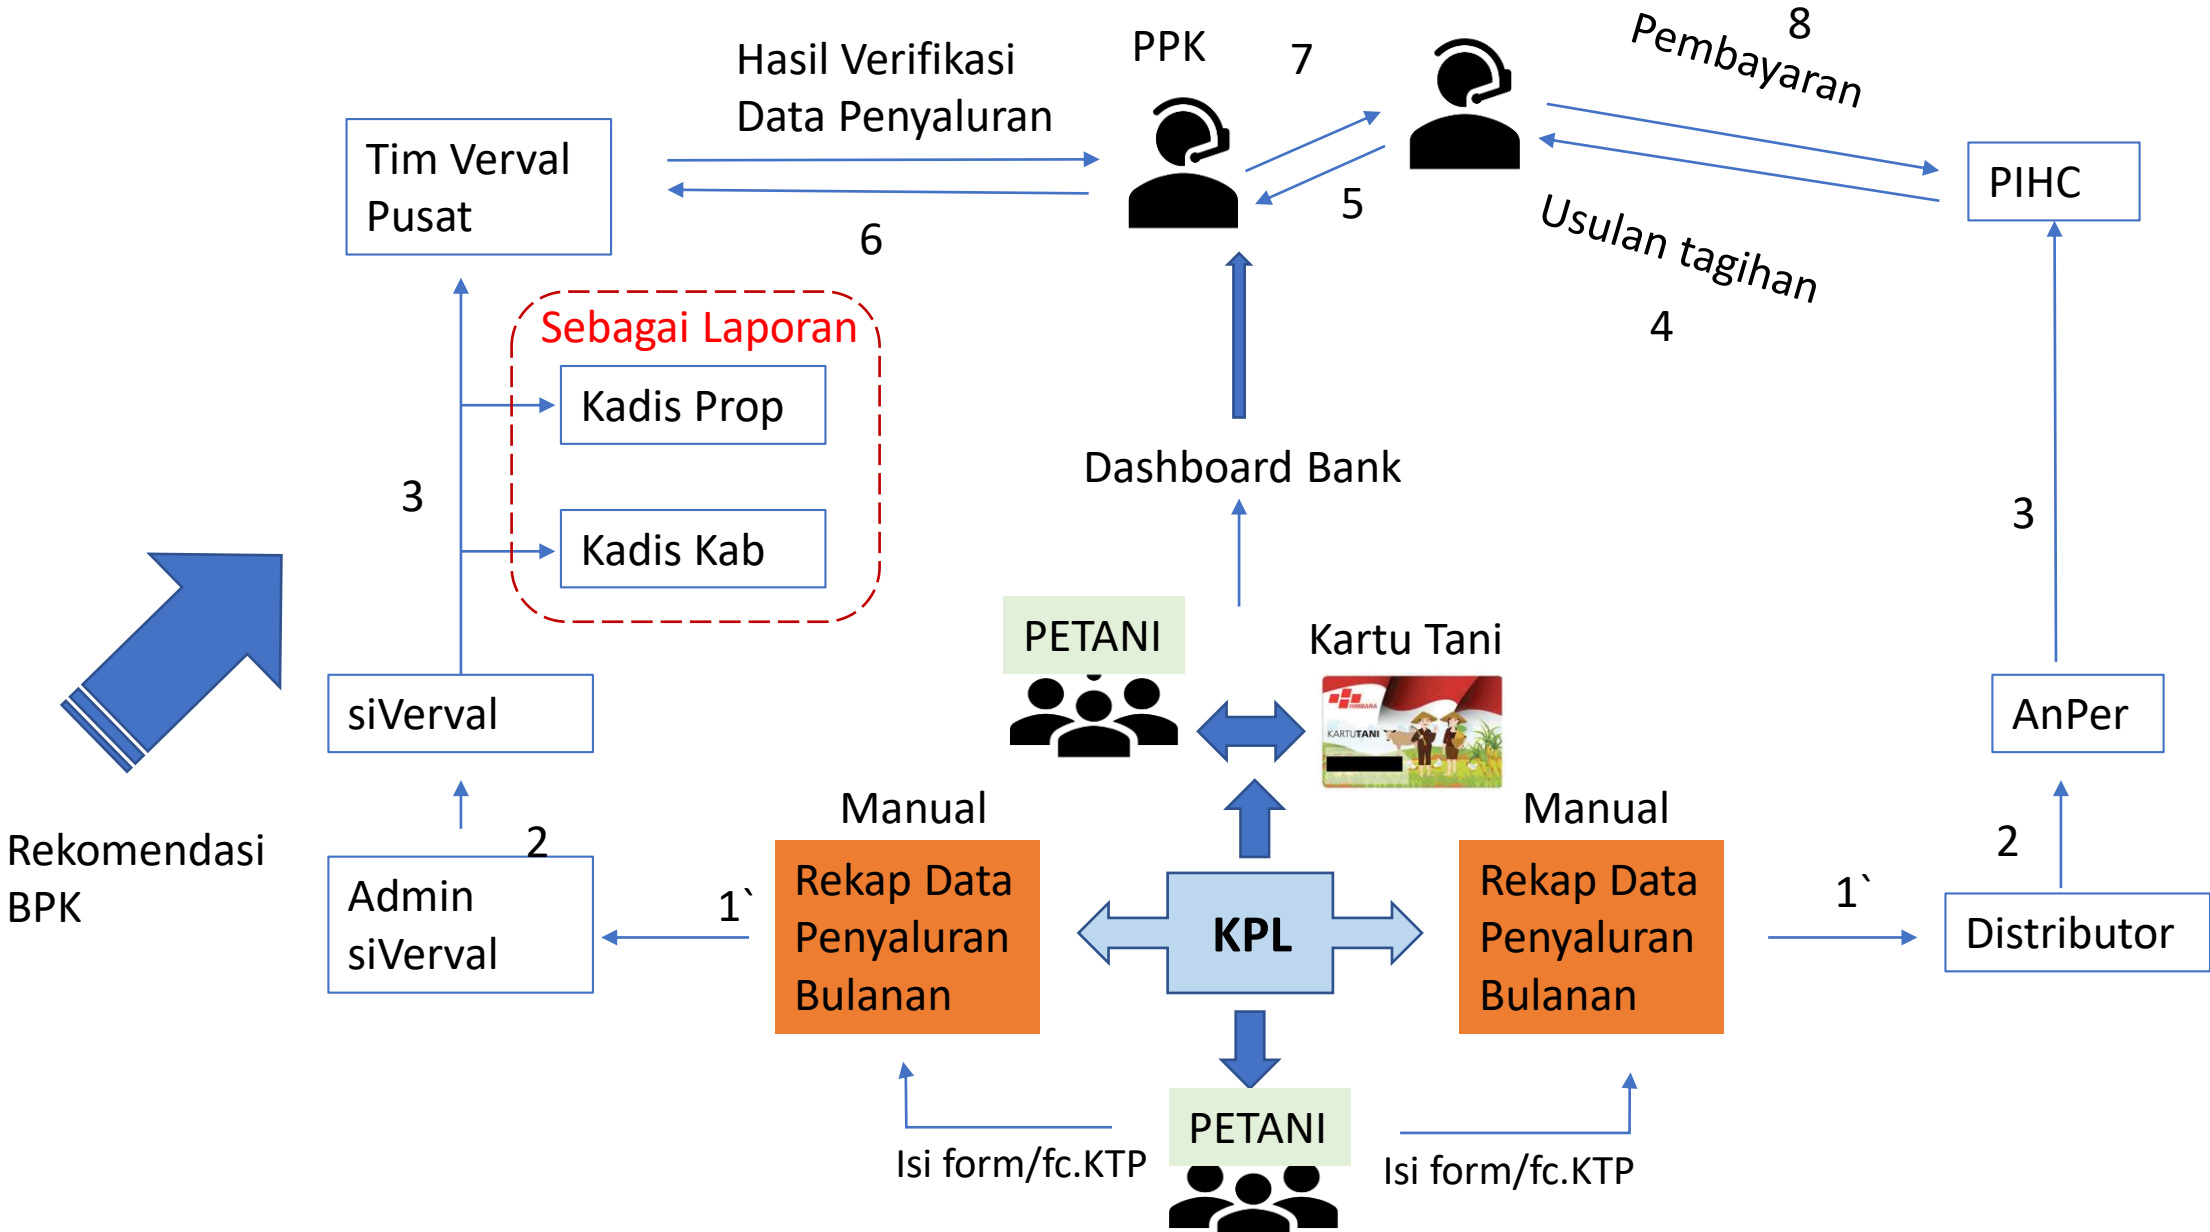 8
Pembayaran
PPK
7
Hasil Verifikasi
Data Penyaluran
Tim Verval
Pusat
PIHC
5
6
Usulan tagihan
4
Sebagai Laporan
Kadis Prop
Dashboard Bank
3
3
Kadis Kab
PETANI
Kartu Tani
HIMBARA
KARTUTANI
siVerval
AnPer
Manual
Manual
Rekomendasi
BPK
2
2
Admin
siVerval
1`
Rekap Data
Penyaluran
Bulanan
KPL
Rekap Data
Penyaluran
Bulanan
1`
Distributor
PETANI
Isi form/fc.KTP
Isi form/fc.KTP